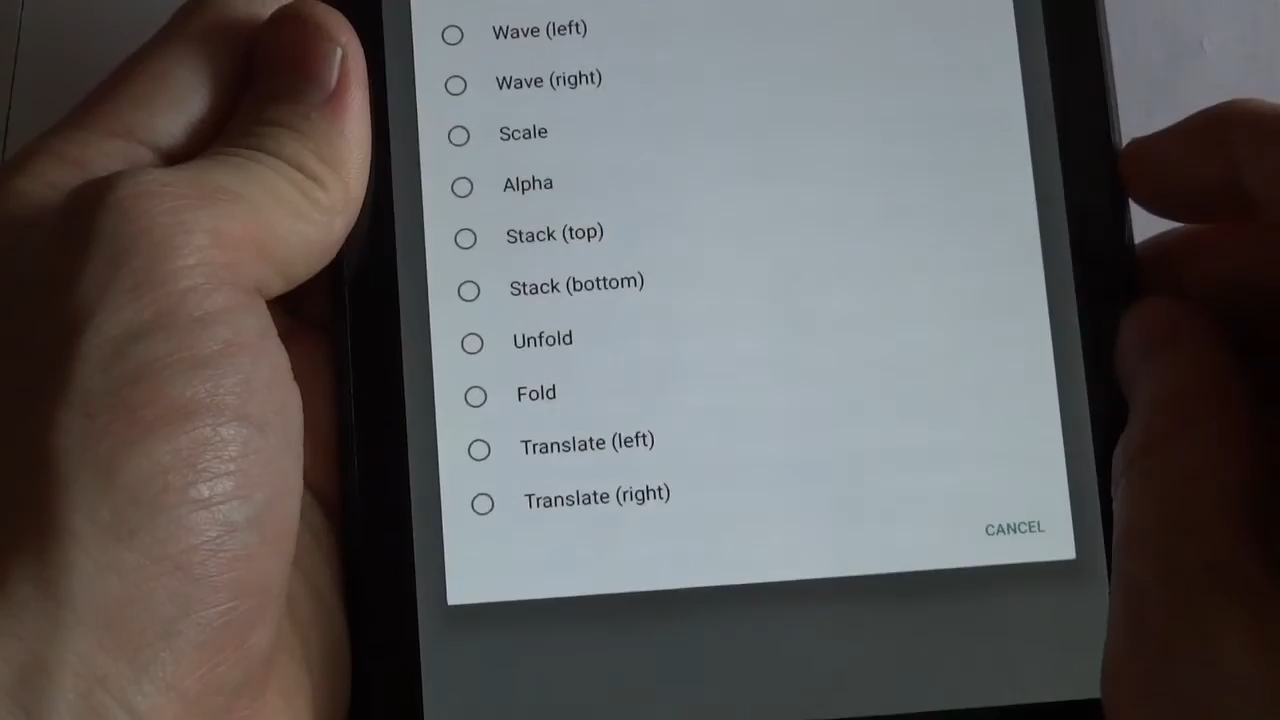 Wave (left)
Wave (right)
Scale
Alpha
Stack (top)
Stack (bottom)
Unfold
Fold
Translate (left)
Translate (right)
CANCEL